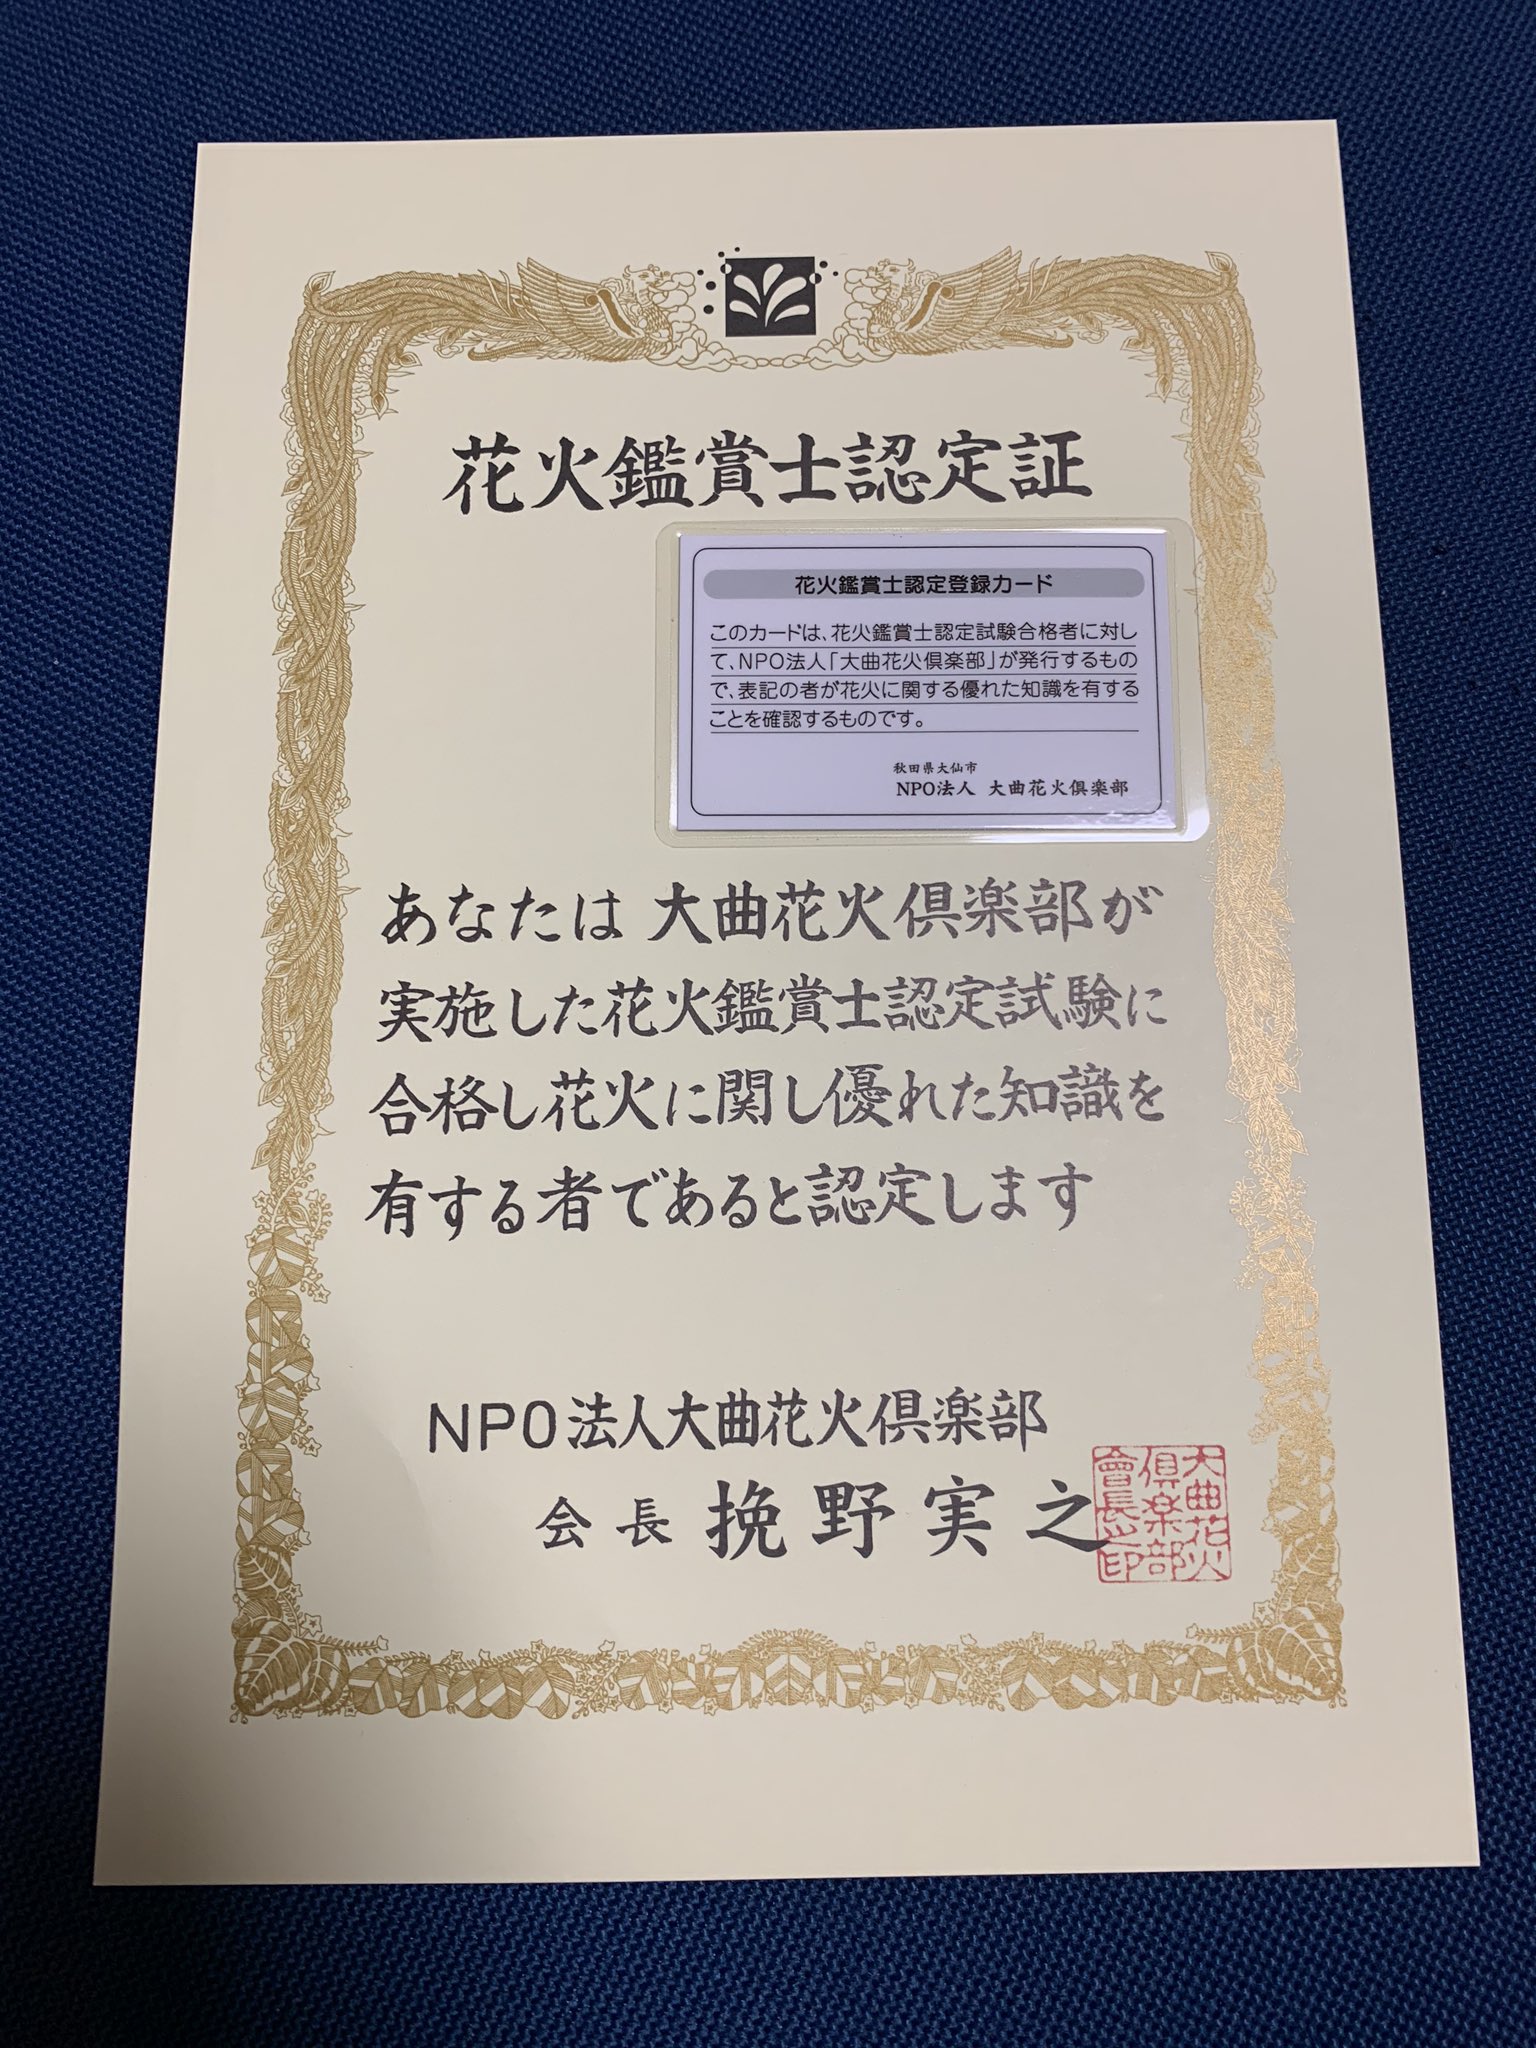 花火鑑賞士認定証
花火鑑賞士認定登録カード
このカードは、花火鑑賞士認定試験合格者に対し
て、NPO法人「大曲花火倶楽部」が発行するもの
で、表記の者が花火に関する優れた知識を有する
ことを確認するものです。
秋田県大仙市
NPO法人 大曲花火倶楽部
あなたは 大曲花火倶楽部が
実施した花火鑑賞士認定試験に
合格し花火に関し優れた知識を
有する者であると認定します
NPO法人大曲花火倶楽部
会長 挽野実之
大曲花火
倶楽部
會長之印